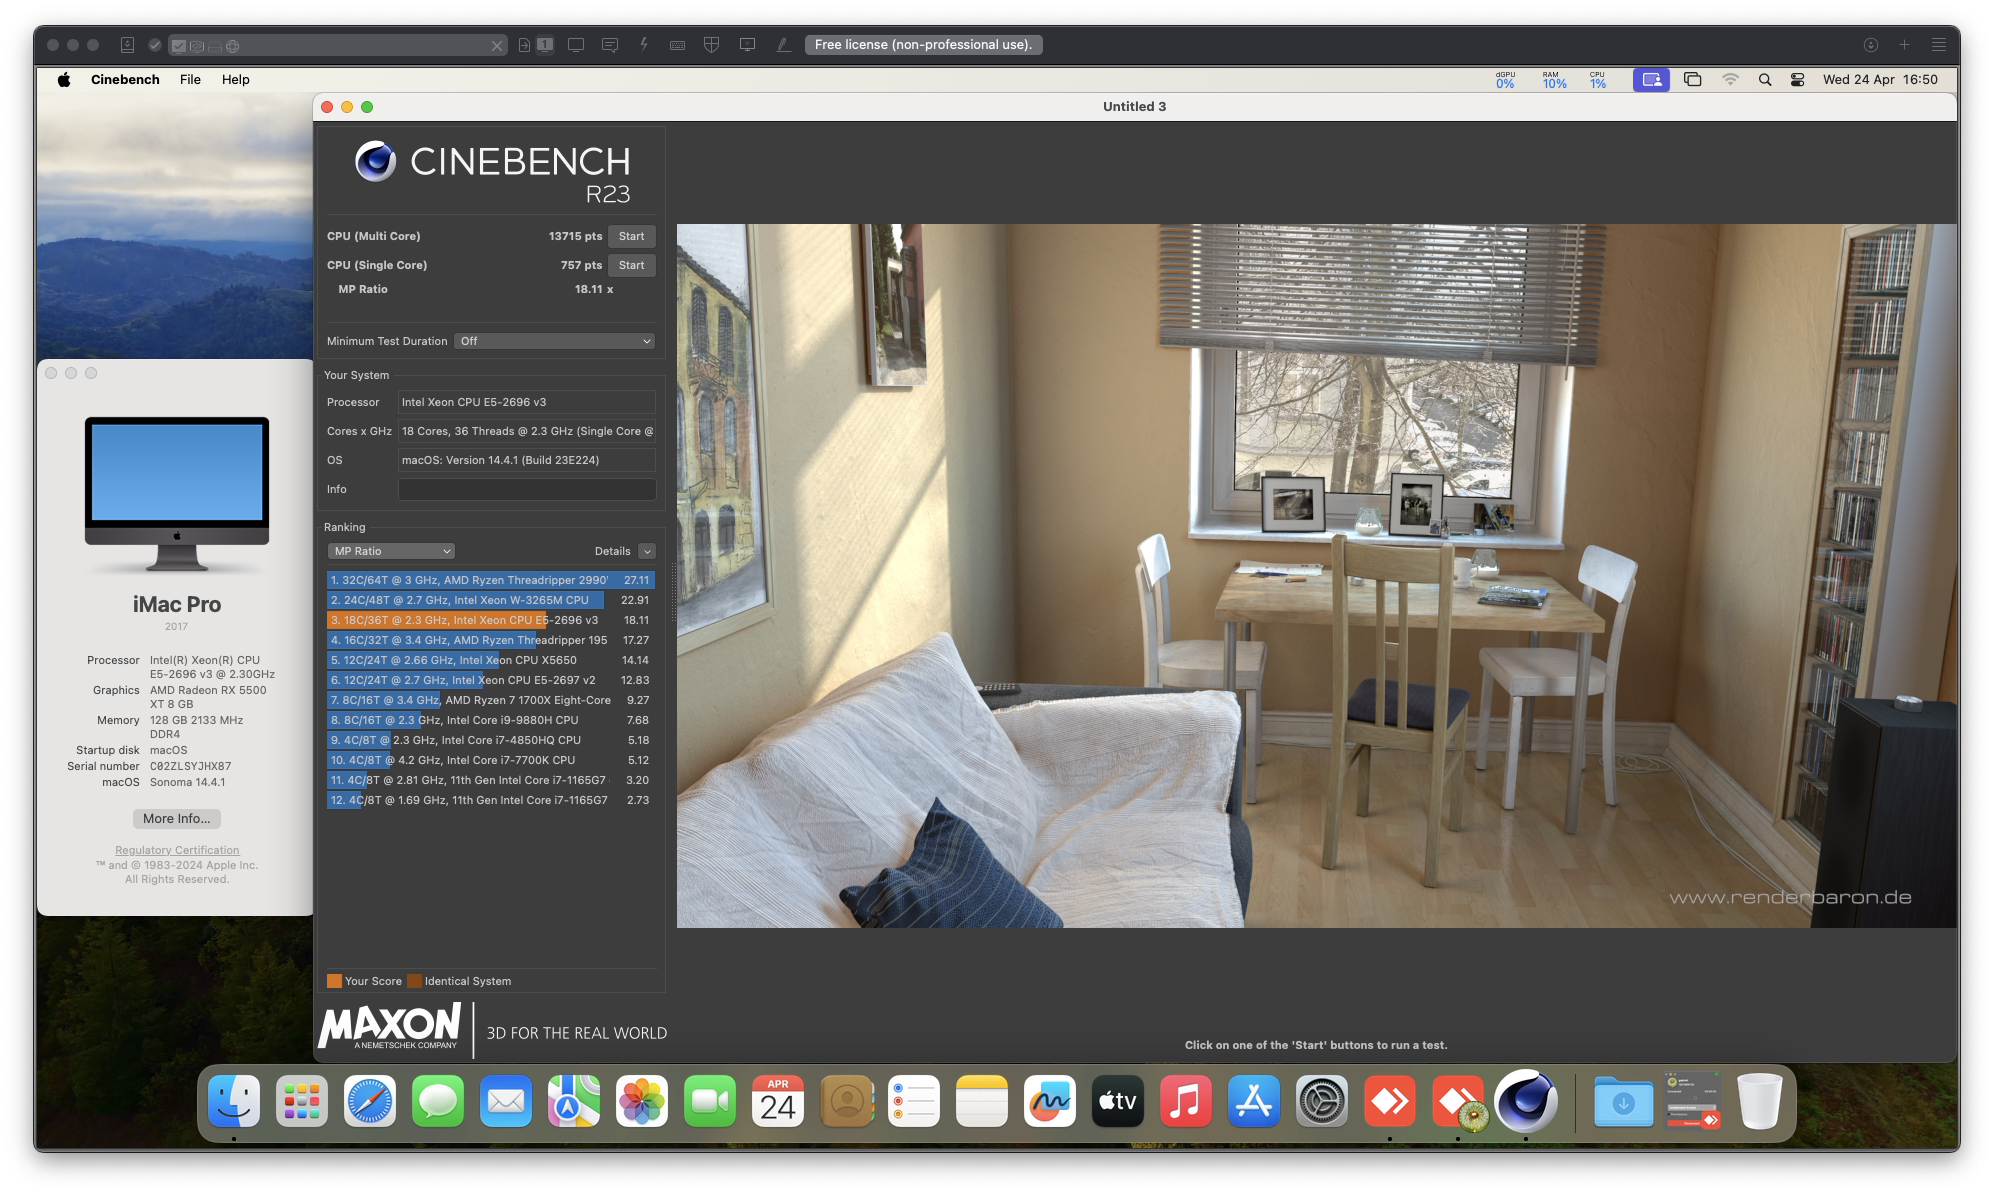 1
Free license (non-professional use).
Cinebench File Help
dGPU 0% RAM 10% CPU 1% Wed 24 Apr 16:50
Untitled 3
CINEBENCH
R23
CPU (Multi Core) 13715 pts Start
CPU (Single Core) 757 pts Start
MP Ratio 18.11 x
Minimum Test Duration Off
Your System
Processor Intel Xeon CPU E5-2696 v3
Cores x GHz 18 Cores, 36 Threads @ 2.3 GHz (Single Core @
OS macOS: Version 14.4.1 (Build 23E224)
Info
Ranking
MP Ratio Details
1. 32C/64T @ 3 GHz, AMD Ryzen Threadripper 2990' 27.11
2. 24C/48T @ 2.7 GHz, Intel Xeon W-3265M CPU 22.91
3. 18C/36T @ 2.3 GHz, Intel Xeon CPU E5-2696 v3 18.11
4. 16C/32T @ 3.4 GHz, AMD Ryzen Threadripper 195 17.27
5. 12C/24T @ 2.66 GHz, Intel Xeon CPU X5650 14.14
6. 12C/24T @ 2.7 GHz, Intel Xeon CPU E5-2697 v2 12.83
7. 8C/16T @ 3.4 GHz, AMD Ryzen 7 1700X Eight-Core 9.27
8. 8C/16T @ 2.3 GHz, Intel Core i9-9880H CPU 7.68
9. 4C/8T @ 2.3 GHz, Intel Core i7-4850HQ CPU 5.18
10. 4C/8T @ 4.2 GHz, Intel Core i7-7700K CPU 5.12
11. 4C/8T @ 2.81 GHz, 11th Gen Intel Core i7-1165G7 3.20
12. 4C/8T @ 1.69 GHz, 11th Gen Intel Core i7-1165G7 2.73
Your Score Identical System
MAXON
A NEMETSCHEK COMPANY
3D FOR THE REAL WORLD
iMac Pro
2017
Processor Intel(R) Xeon(R) CPU
E5-2696 v3 @ 2.30GHz
Graphics AMD Radeon RX 5500
XT 8 GB
Memory 128 GB 2133 MHz
DDR4
Startup disk macOS
Serial number C02ZLSYJHX87
macOS Sonoma 14.4.1
More Info...
Regulatory Certification
™ and © 1983-2024 Apple Inc.
All Rights Reserved.
www.renderbaron.de
Click on one of the 'Start' buttons to run a test.
APR
24
tv